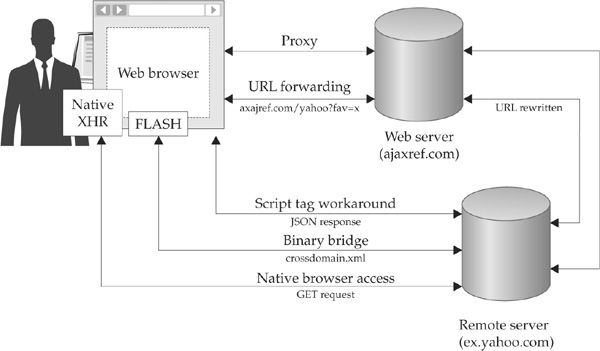 Proxy
Web browser
URL forwarding
axajref.com/yahoo?fav=x
URL rewritten
Native
XHR
FLASH
Web server
(ajaxref.com)
Script tag workaround
JSON response
Binary bridge
crossdomain.xml
Native browser access
GET request
Remote server
(ex.yahoo.com)